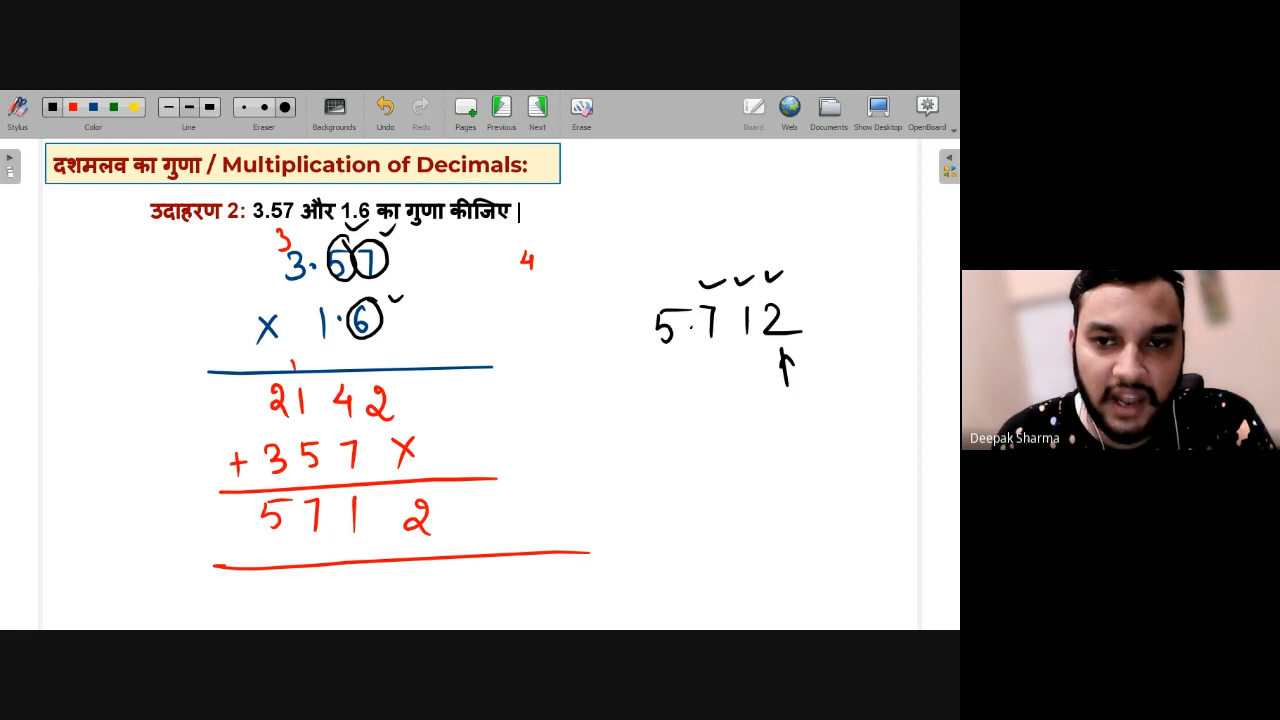 Stylus Color Line Eraser Backgrounds Undo Redo Pages Previous Next Erase Board Web Documents Show Desktop OpenBoard
दशमलव का गुणा / Multiplication of Decimals:
उदाहरण 2: 3.57 और 1.6 का गुणा कीजिए |
3
3.57
4
x 1.6
5.712
1
2142
+ 357 x
5712
Deepak Sharma